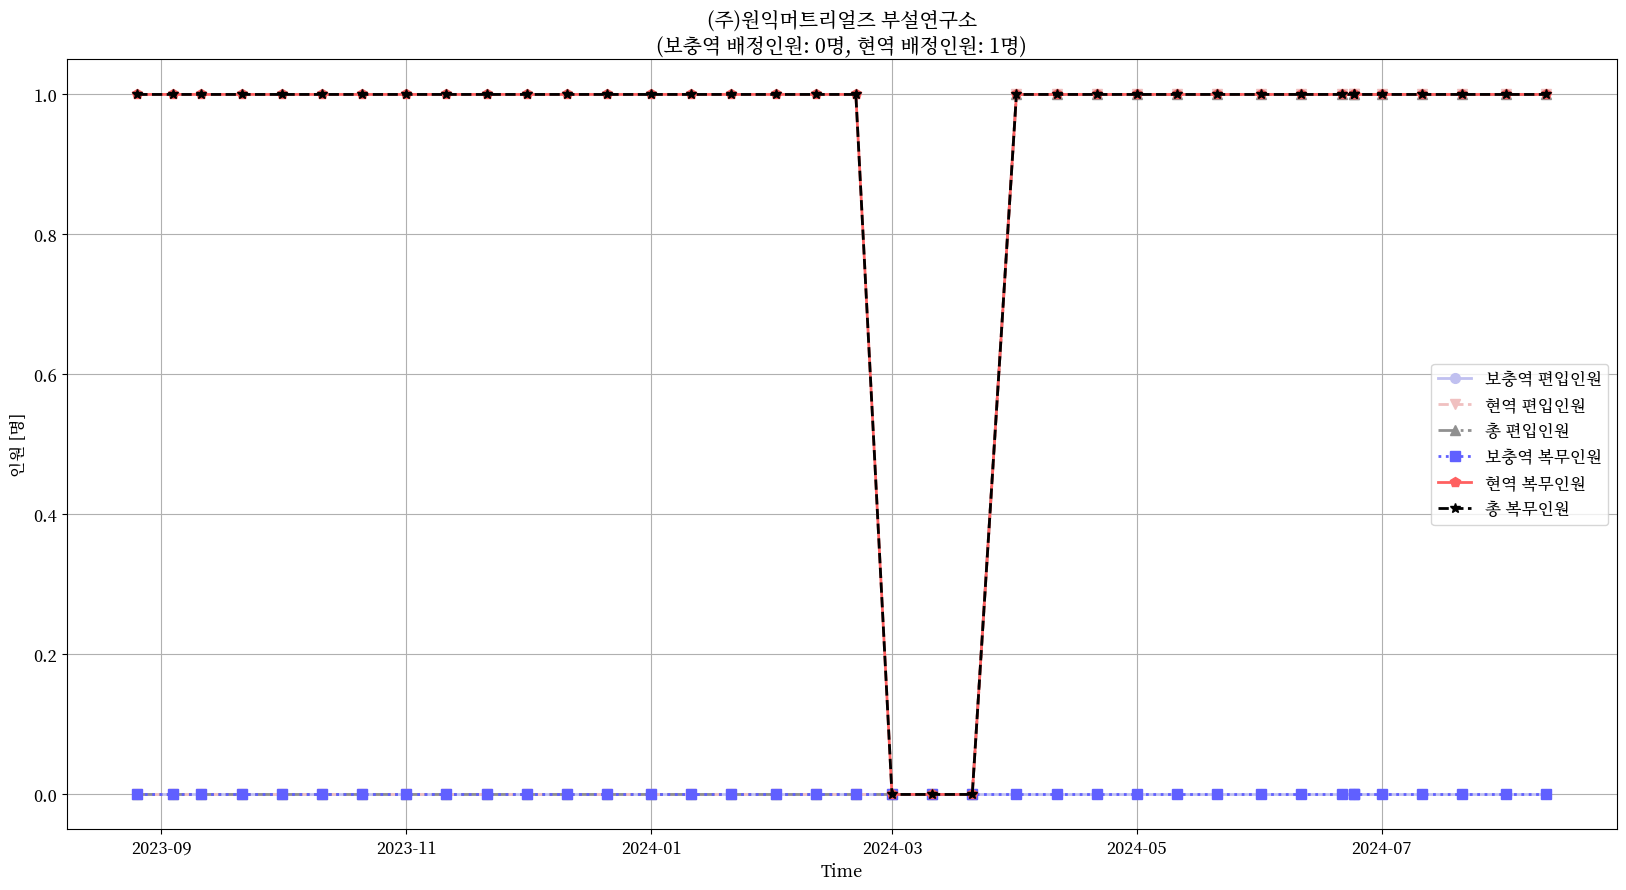 (주)원익머트리얼즈 부설연구소
(보충역 배정인원: 0명, 현역 배정인원: 1명)
1.0
0.8
0.6
0.4
0.2
0.0
인원 [명]
보충역 편입인원
현역 편입인원
총 편입인원
보충역 복무인원
현역 복무인원
총 복무인원
2023-09
2023-11
2024-01
2024-03
2024-05
2024-07
Time